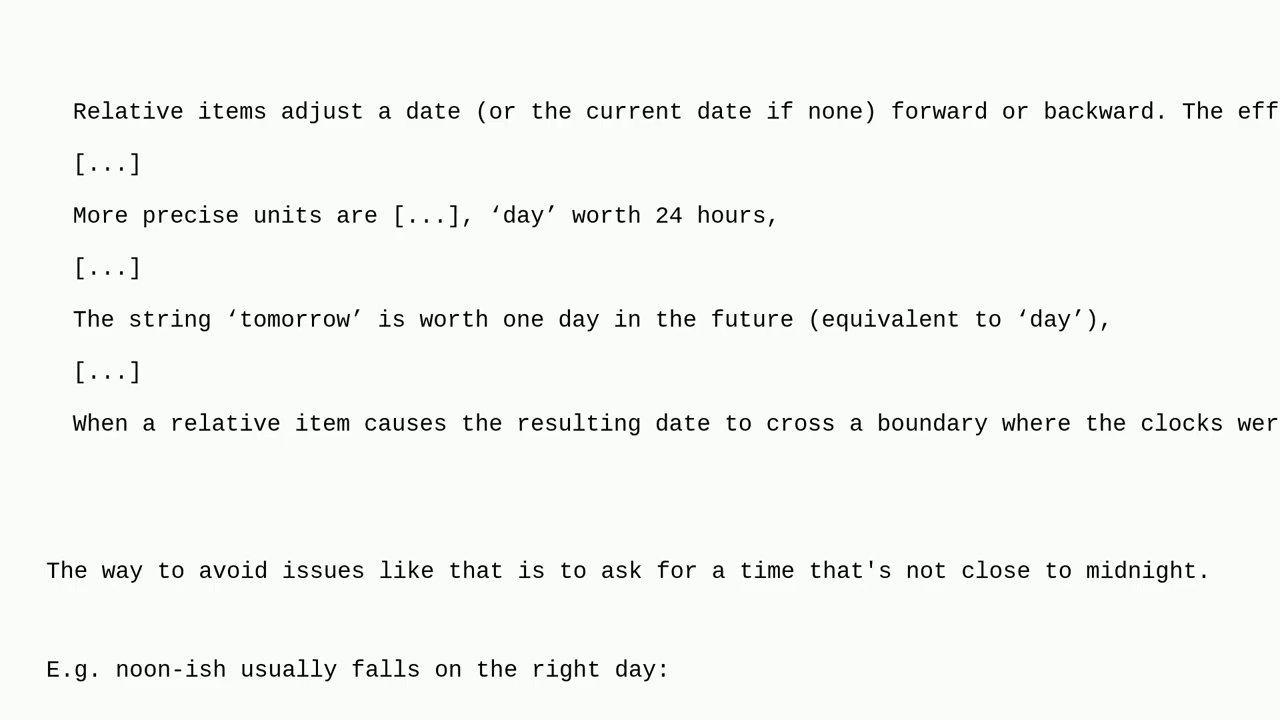 Relative items adjust a date (or the current date if none) forward or backward. The
[...]
More precise units are [...], ‘day’ worth 24 hours,
[...]
The string ‘tomorrow’ is worth one day in the future (equivalent to ‘day’),
[...]
When a relative item causes the resulting date to cross a boundary where the clocks
The way to avoid issues like that is to ask for a time that's not close to midnight.
E.g. noon-ish usually falls on the right day: